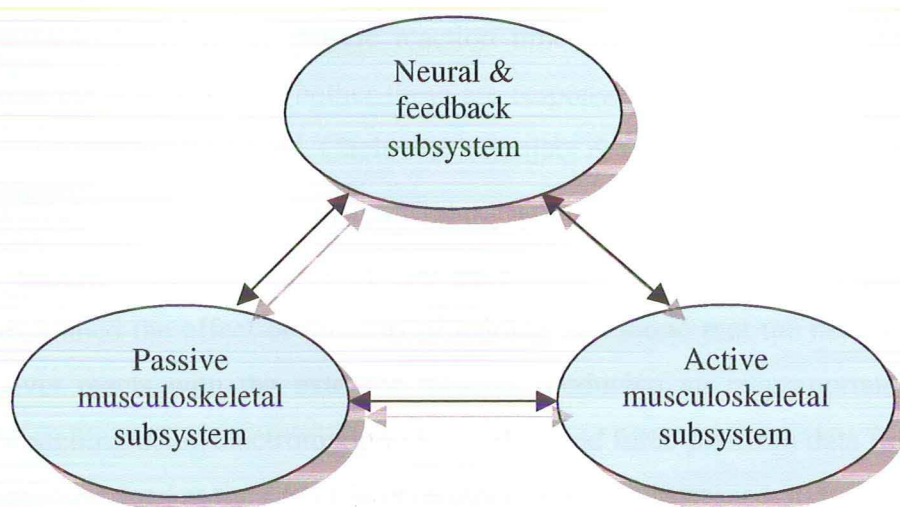 Neural &
feedback
subsystem
Passive
musculoskeletal
subsystem
Active
musculoskeletal
subsystem